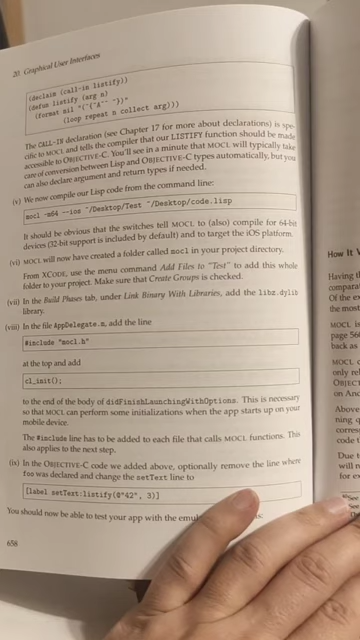 20. Graphical User Interfaces
(declaim (call-in listify))
(defun listify (arg n)
(format nil "~{~A~^ ~}"
(loop repeat n collect arg)))
The CALL-IN declaration (see Chapter 17 for more about declarations) is spe-
cific to MOCL and tells the compiler that our LISTIFY function should be made
accessible to OBJECTIVE-C. You'll see in a minute that MOCL will typically take
care of conversion between Lisp and OBJECTIVE-C types automatically, but you
can also declare argument and return types if needed.
(v) We now compile our Lisp code from the command line:
mocl -m64 --ios ~/Desktop/Test ~/Desktop/code.lisp
It should be obvious that the switches tell MOCL to (also) compile for 64-bit
devices (32-bit support is included by default) and to target the iOS platform.
(vi) MOCL will now have created a folder called mocl in your project directory.
From XCODE, use the menu command Add Files to "Test" to add this whole
folder to your project. Make sure that Create Groups is checked.
(vii) In the Build Phases tab, under Link Binary With Libraries, add the libz.dylib
library.
(viii) In the file AppDelegate.m, add the line
#include "mocl.h"
at the top and add
cl_init();
to the end of the body of didFinishLaunchingWithOptions. This is necessary
so that MOCL can perform some initializations when the app starts up on your
mobile device.
The #include line has to be added to each file that calls MOCL functions. This
also applies to the next step.
(ix) In the OBJECTIVE-C code we added above, optionally remove the line where
foo was declared and change the setText line to
[label setText:listify(@"42", 3)]
You should now be able to test your app with the
658
How It
Having th
compara
Of the
the most
MOCL is
page 56
back as
MOCL
only rel
OBJECT
on An
Above
ning
corres
code
Due t
will
for
See